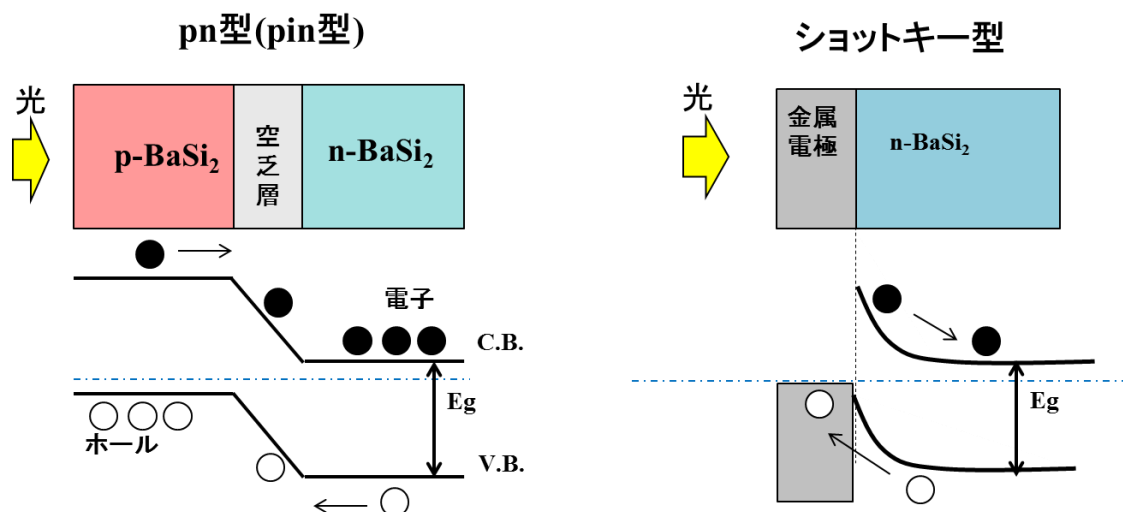 pn型(pin型)
光
p-BaSi₂
空乏層
n-BaSi₂
電子
C.B.
Eg
ホール
V.B.
ショットキー型
光
金属
電極
n-BaSi₂
Eg